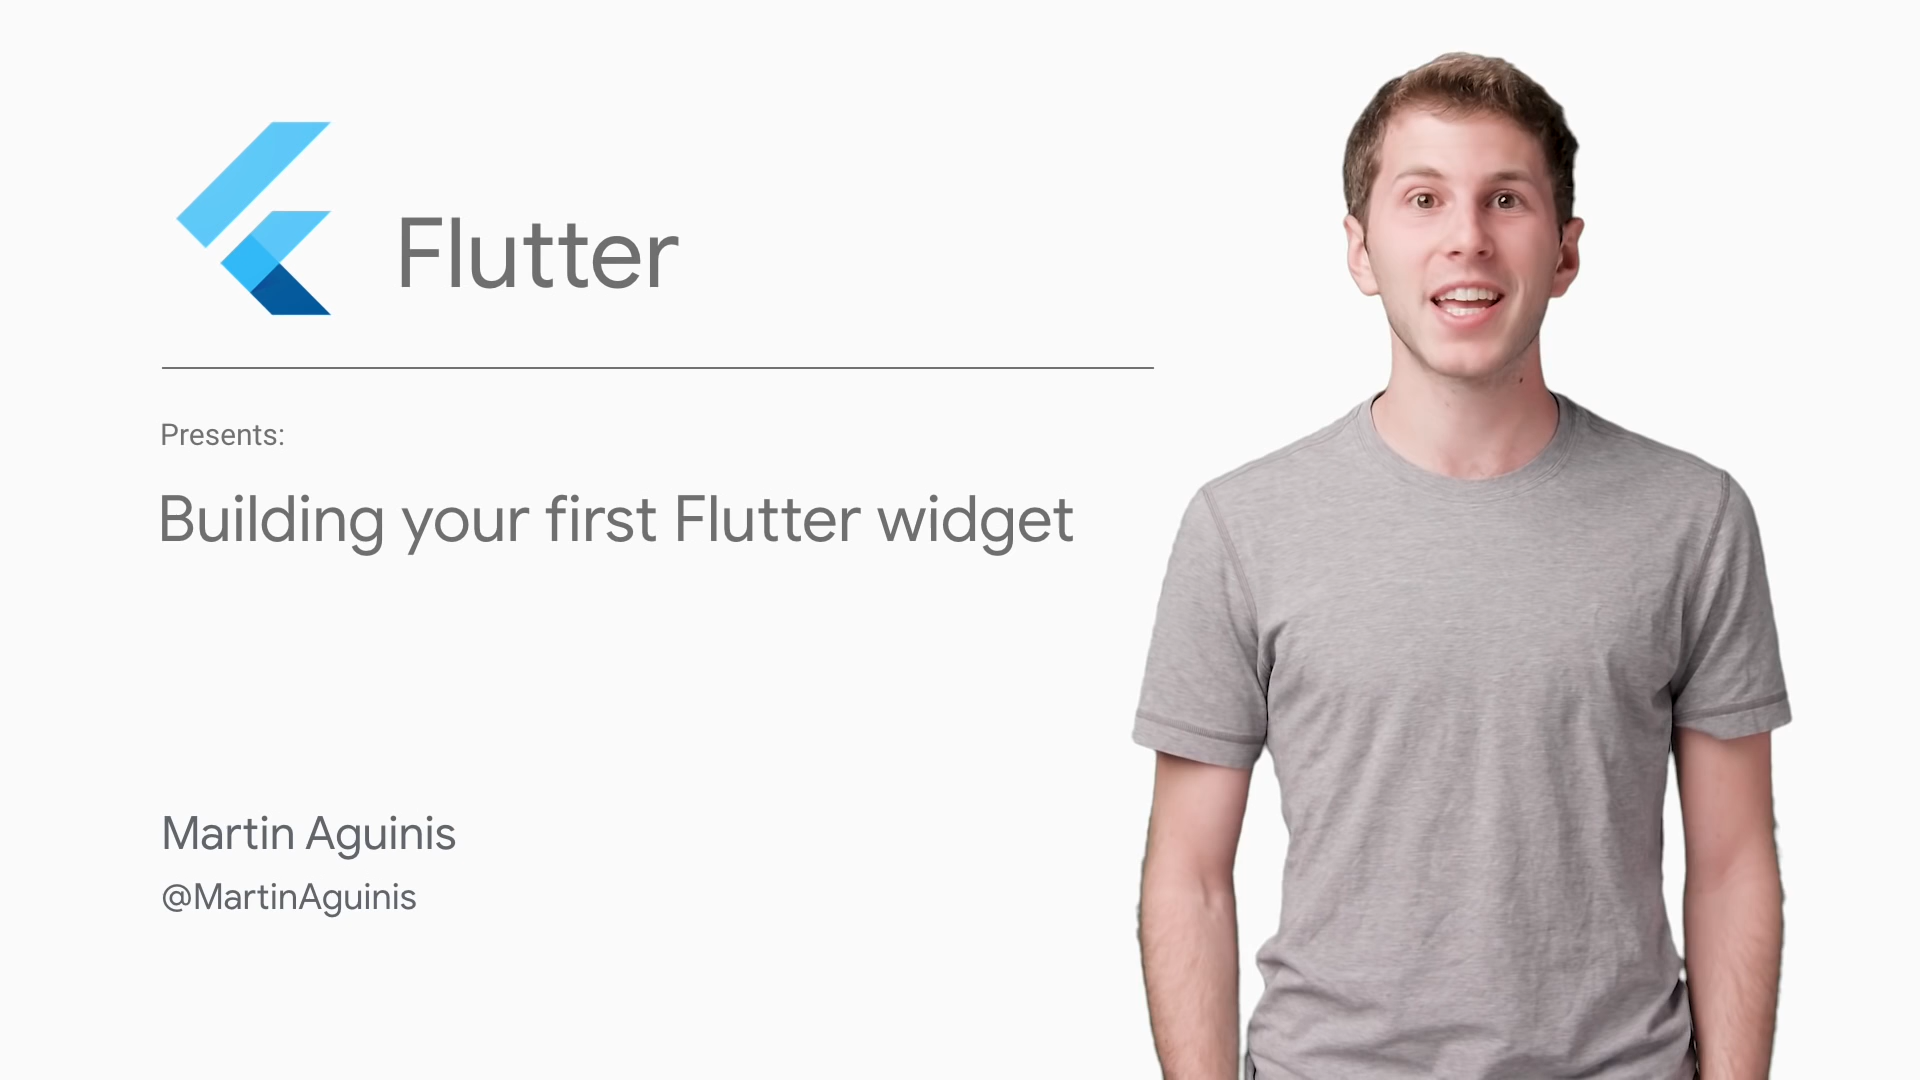 Flutter
Presents:
Building your first Flutter widget
Martin Aguinis
@MartinAguinis